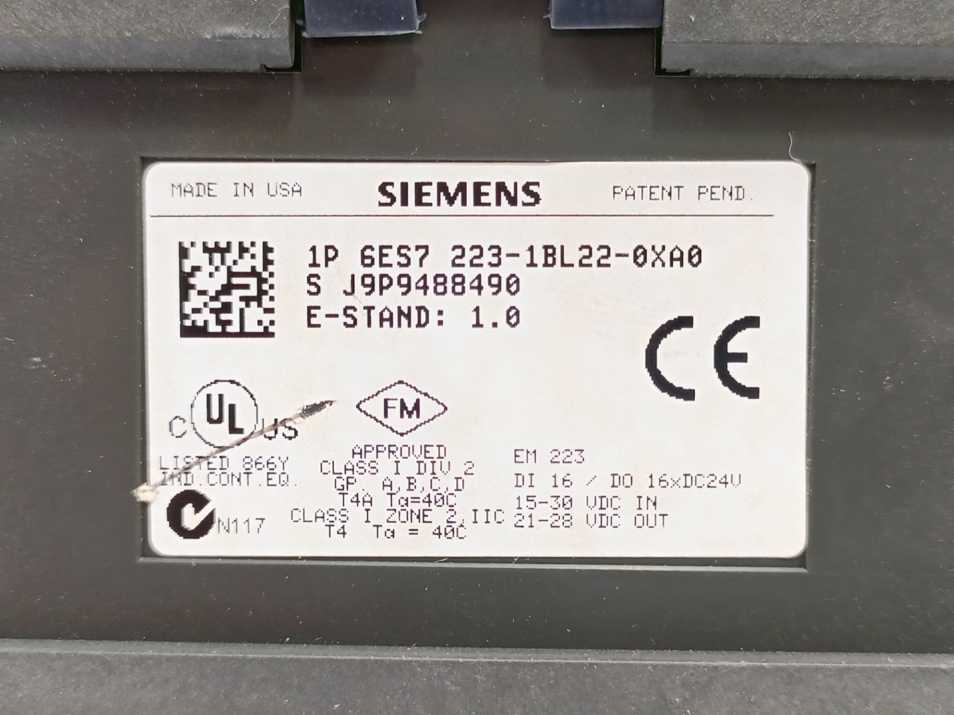 MADE IN USA SIEMENS PATENT PEND.
1P 6ES7 223-1BL22-0XA0
S J9P9488490
E-STAND: 1.0
CE
C UL US
LISTED 866Y
IND.CONT.EQ.
N117
FM
APPROVED
CLASS I DIV 2
GP. A,B,C,D
T4A Ta=40C
CLASS I ZONE 2,IIC
T4 Ta = 40C
EM 223
DI 16 / DO 16xDC24V
15-30 VDC IN
21-28 VDC OUT